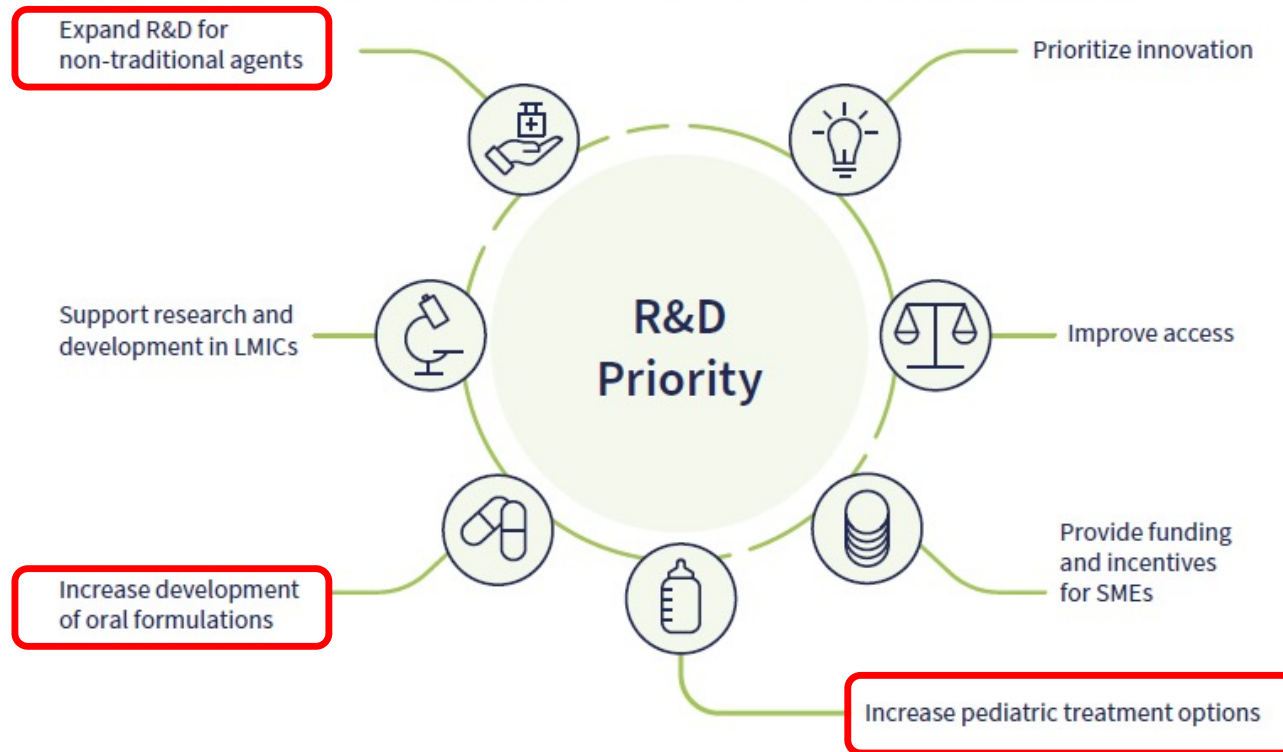 Expand R&D for
non-traditional agents
Prioritize innovation
Support research and
development in LMICs
R&D
Priority
Improve access
Increase development
of oral formulations
Provide funding
and incentives
for SMEs
Increase pediatric treatment options